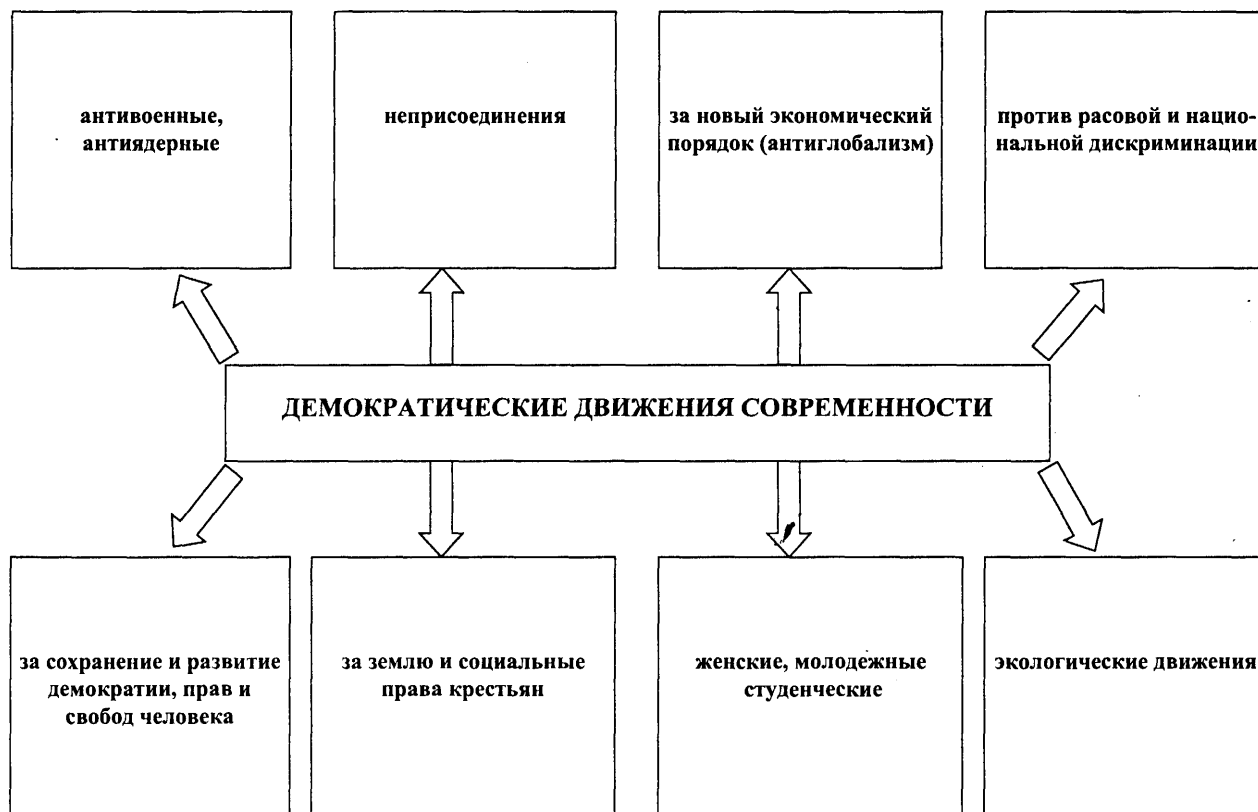 антивоенные,
антиядерные
неприсоединения
за новый экономический
порядок (антиглобализм)
против расовой и нацио-
нальной дискриминации
ДЕМОКРАТИЧЕСКИЕ ДВИЖЕНИЯ СОВРЕМЕННОСТИ
за сохранение и развитие
демократии, прав и
свобод человека
за землю и социальные
права крестьян
женские, молодежные
студенческие
экологические движения